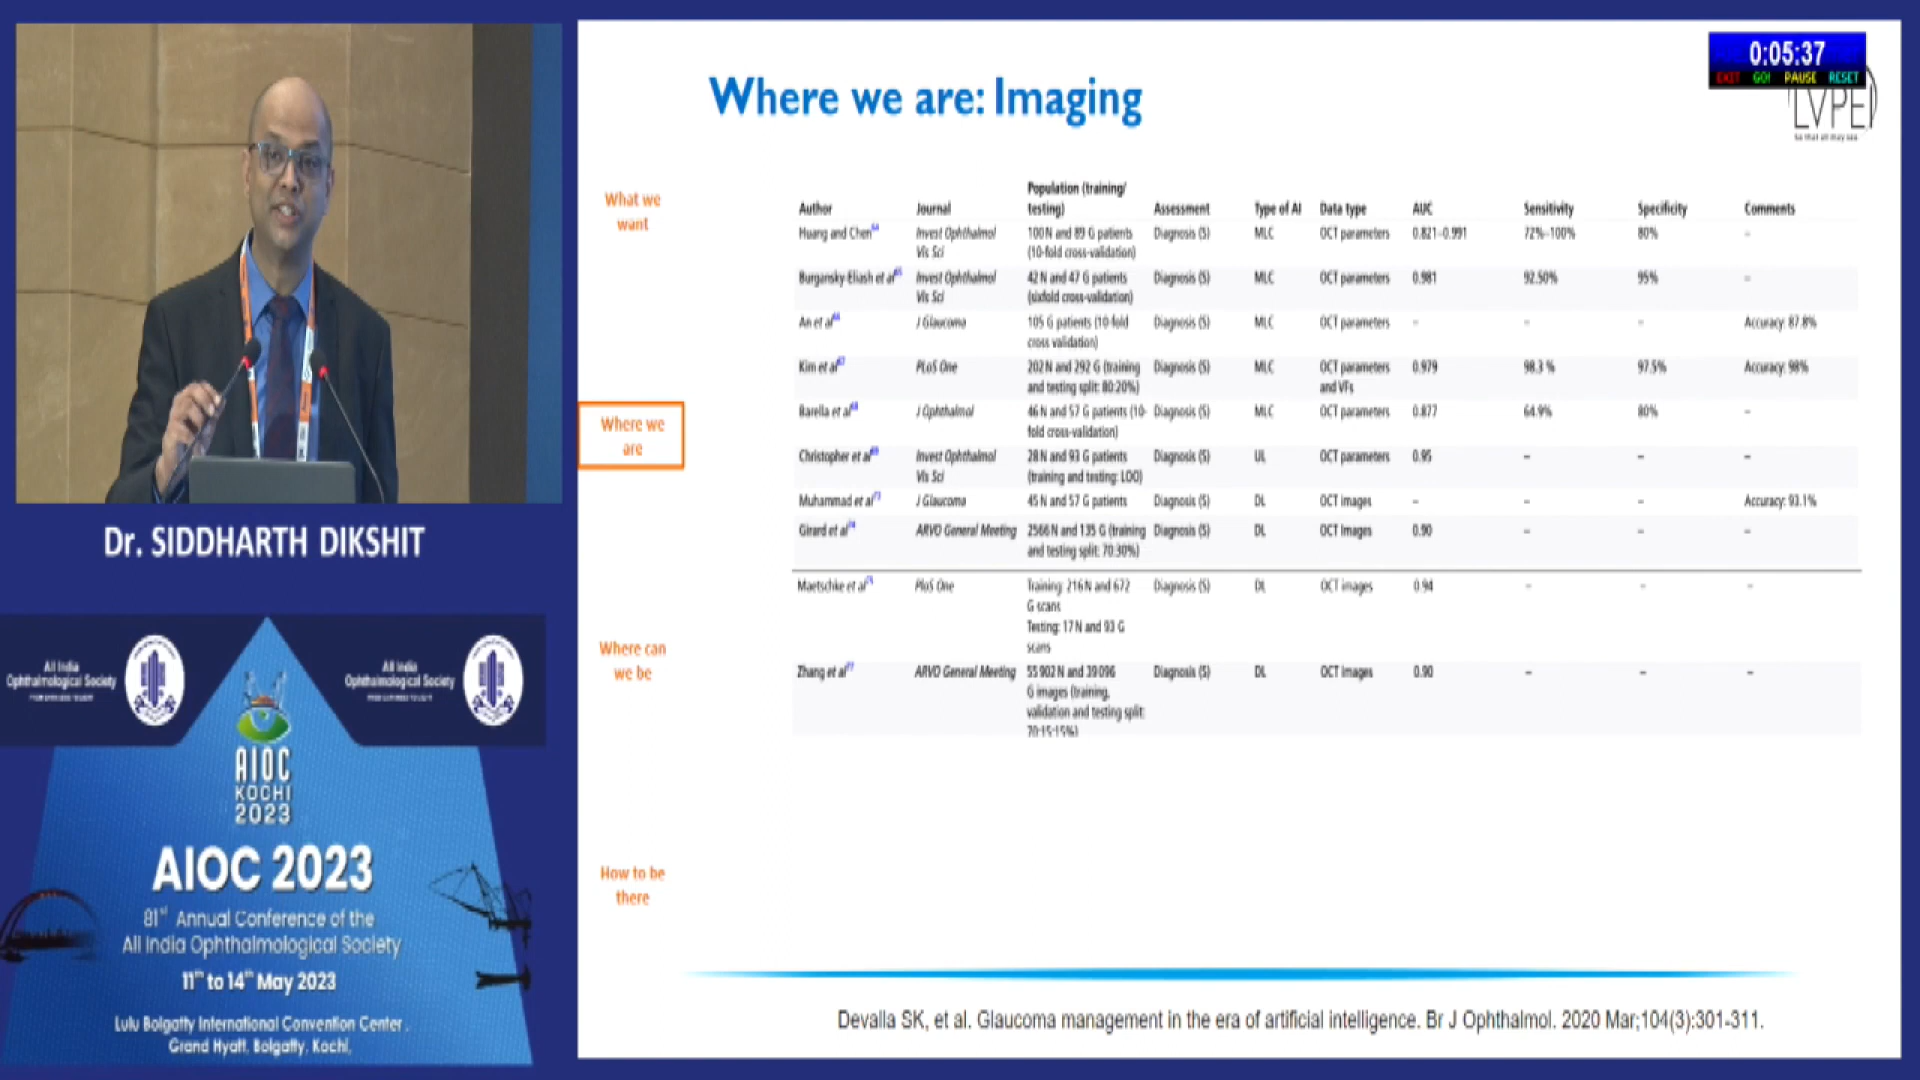 0:05:37
EXIT GO! PAUSE RESET
LVPEI
So that all may see
Where we are: Imaging
What we
want
Where we
are
Where can
we be
How to be
there
Population (training/
Author Journal testing) Assessment Type of AI Data type AUC Sensitivity Specificity Comments
Huang and Chen64 Invest Ophthalmol 100 N and 89 G patients Diagnosis (S) MLC OCT parameters 0.821–0.991 72%–100% 80% –
Vis Sci (10-fold cross-validation)
Burgansky-Eliash et al65 Invest Ophthalmol 42 N and 47 G patients Diagnosis (S) MLC OCT parameters 0.981 92.50% 95% –
Vis Sci (sixfold cross-validation)
An et al66 J Glaucoma 105 G patients (10-fold Diagnosis (S) MLC OCT parameters – – – Accuracy: 87.8%
cross validation)
Kim et al67 PLoS One 202 N and 292 G (training Diagnosis (S) MLC OCT parameters 0.979 98.3 % 97.5% Accuracy: 98%
and testing split: 80:20%) and VFs
Barella et al68 J Ophthalmol 46 N and 57 G patients (10- Diagnosis (S) MLC OCT parameters 0.877 64.9% 80% –
fold cross-validation)
Christopher et al69 Invest Ophthalmol 28 N and 93 G patients Diagnosis (S) UL OCT parameters 0.95 – – –
Vis Sci (training and testing: LOO)
Muhammad et al73 J Glaucoma 45 N and 57 G patients Diagnosis (S) DL OCT images – – – Accuracy: 93.1%
Girard et al74 ARVO General Meeting 2566 N and 135 G (training Diagnosis (S) DL OCT Images 0.90 – – –
and testing split: 70:30%)
Maetschke et al75 PloS One Training: 216 N and 672 Diagnosis (S) DL OCT images 0.94 – – –
G scans
Testing: 17 N and 93 G
scans
Zhang et al77 ARVO General Meeting 55 902 N and 39 096 Diagnosis (S) DL OCT images 0.90 – – –
G images (training,
validation and testing split:
70:15:15%)
Devalla SK, et al. Glaucoma management in the era of artificial intelligence. Br J Ophthalmol. 2020 Mar;104(3):301-311.
Dr. SIDDHARTH DIKSHIT
All India
Ophthalmological Society
All India
Ophthalmological Society
AIOC
KOCHI
2023
AIOC 2023
81st Annual Conference of the
All India Ophthalmological Society
11th to 14th May 2023
Lulu Bolgatty International Convention Center .
Grand Hyatt, Bolgatty, Kochi,